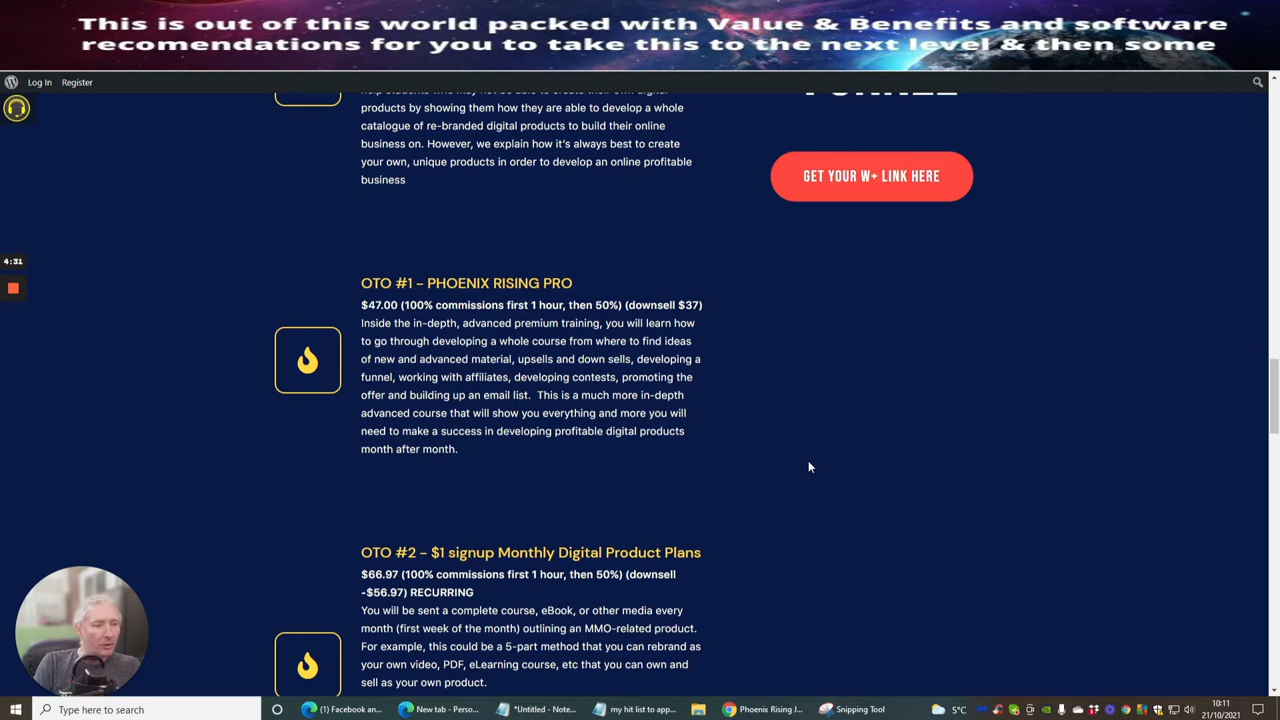 This is out of this world packed with Value & Benefits and software
recomendations for you to take this to the next level & then some
Log In Register
products by showing them how they are able to develop a whole
catalogue of re-branded digital products to build their online
business on. However, we explain how it's always best to create
your own, unique products in order to develop an online profitable
business
GET YOUR W+ LINK HERE
4:31
OTO #1 – PHOENIX RISING PRO
$47.00 (100% commissions first 1 hour, then 50%) (downsell $37)
Inside the in-depth, advanced premium training, you will learn how
to go through developing a whole course from where to find ideas
of new and advanced material, upsells and down sells, developing a
funnel, working with affiliates, developing contests, promoting the
offer and building up an email list.  This is a much more in-depth
advanced course that will show you everything and more you will
need to make a success in developing profitable digital products
month after month.
OTO #2 – $1 signup Monthly Digital Product Plans
$66.97 (100% commissions first 1 hour, then 50%) (downsell
-$56.97) RECURRING
You will be sent a complete course, eBook, or other media every
month (first week of the month) outlining an MMO-related product.
For example, this could be a 5-part method that you can rebrand as
your own video, PDF, eLearning course, etc that you can own and
sell as your own product.
Type here to search
(1) Facebook an...
New tab - Perso...
*Untitled - Note...
my hit list to app...
Phoenix Rising J...
Snipping Tool
5°C
10:11
21/10/2021